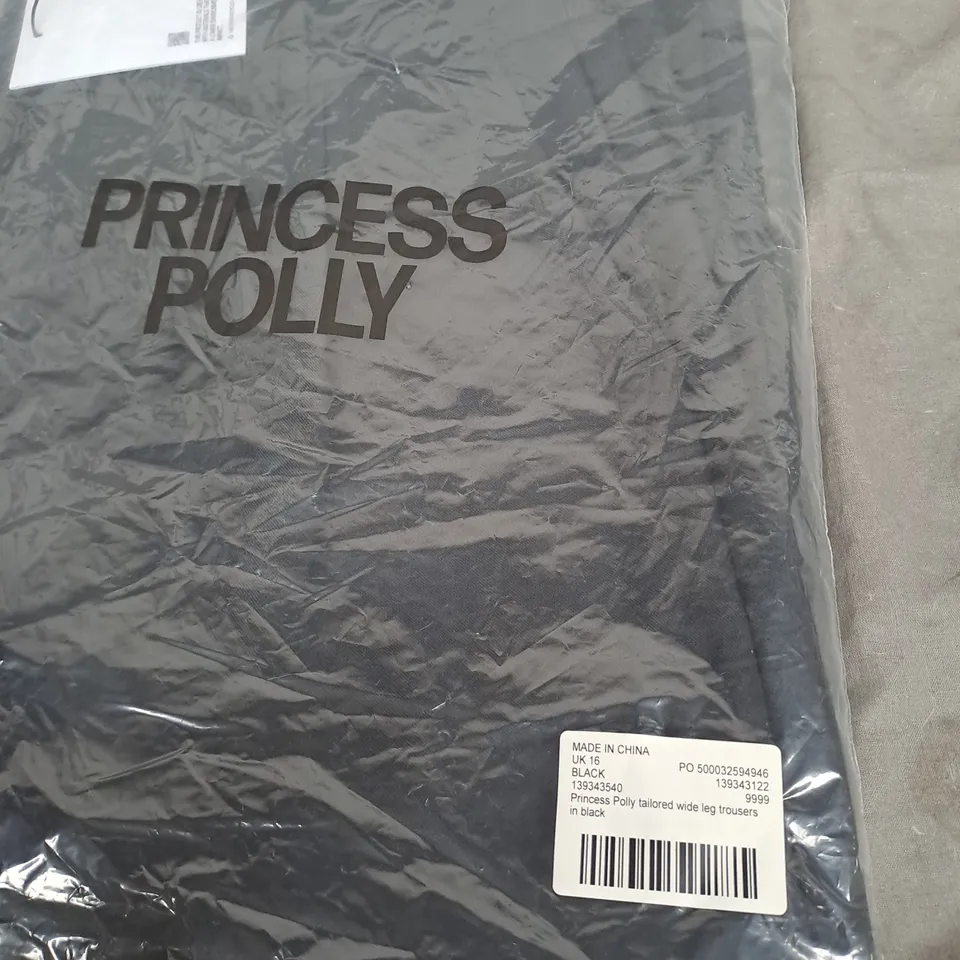 PRINCESS
POLLY
MADE IN CHINA
UK 16
PO 500032594946
BLACK
139343122
139343540
9999
Princess Polly tailored wide leg trousers
in black